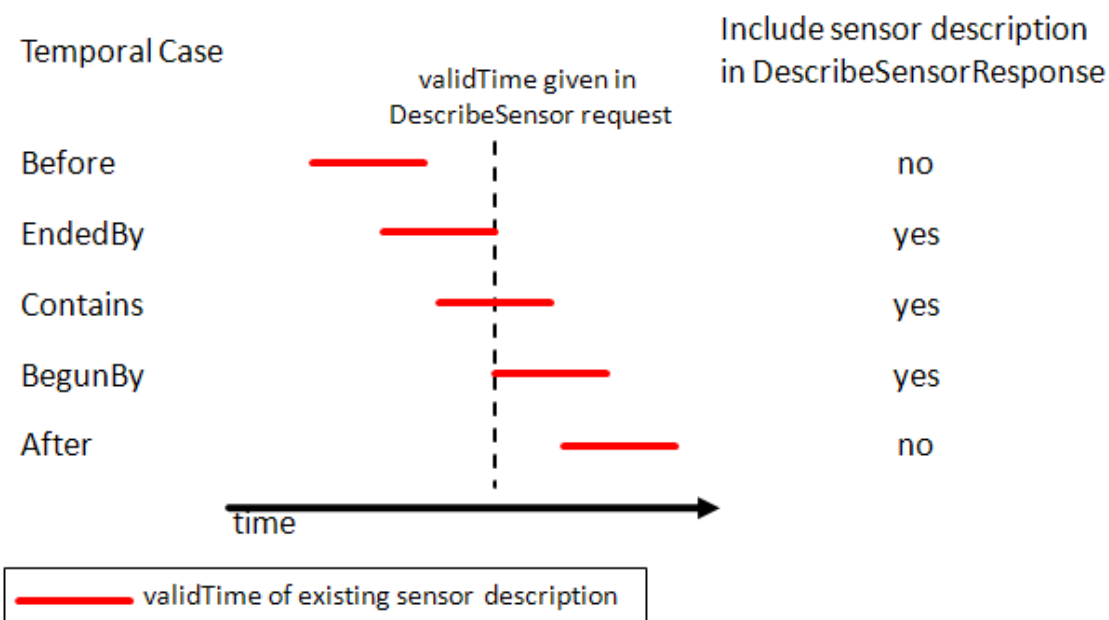 Temporal Case
Include sensor description
in DescribeSensorResponse
validTime given in
DescribeSensor request
Before no
EndedBy yes
Contains yes
BegunBy yes
After no
time
validTime of existing sensor description